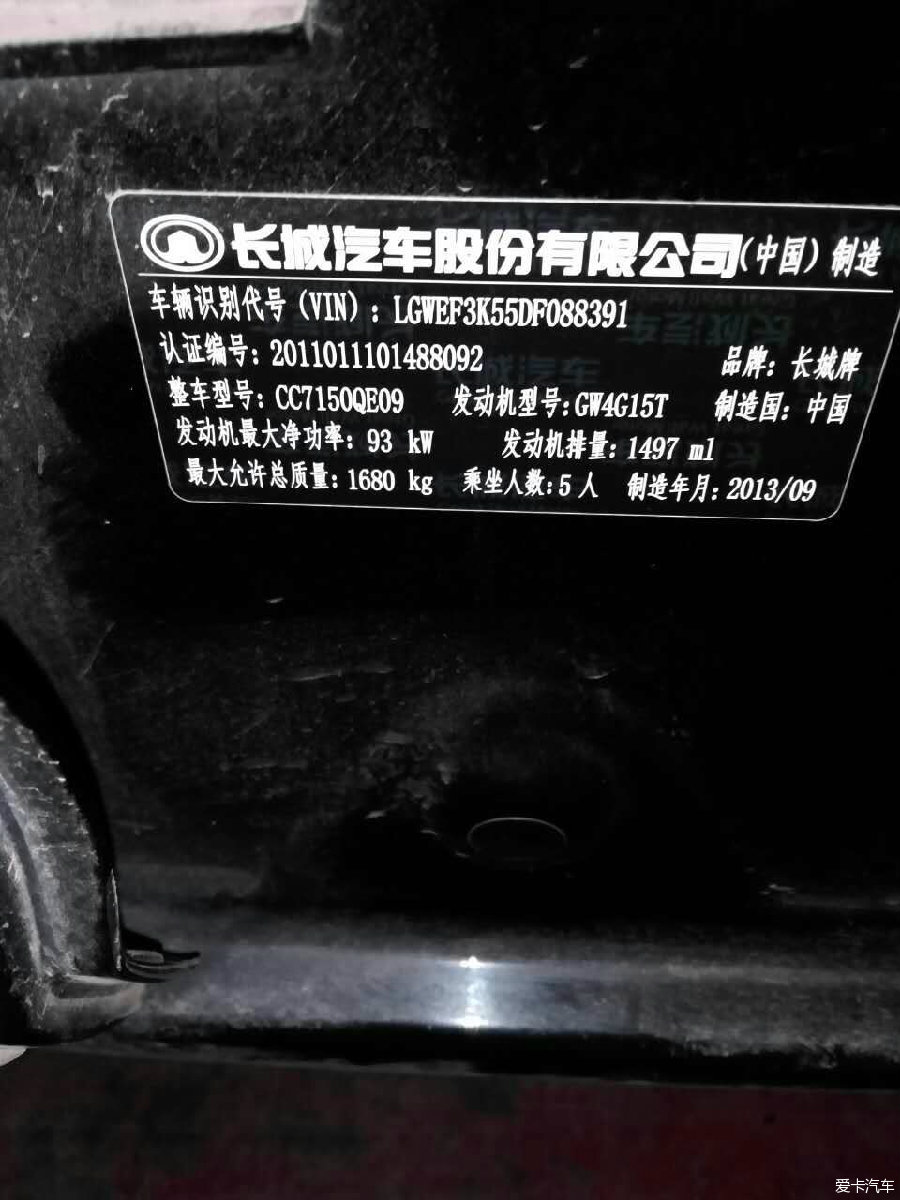 长城汽车股份有限公司(中国)制造
车辆识别代号(VIN): LGWEF3K55DF088391
认证编号: 2011011101488092 品牌: 长城牌
整车型号: CC7150QE09 发动机型号: GW4G15T 制造国: 中国
发动机最大净功率: 93 kW 发动机排量: 1497 ml
最大允许总质量: 1680 kg 乘坐人数: 5 人 制造年月: 2013/09
爱卡汽车